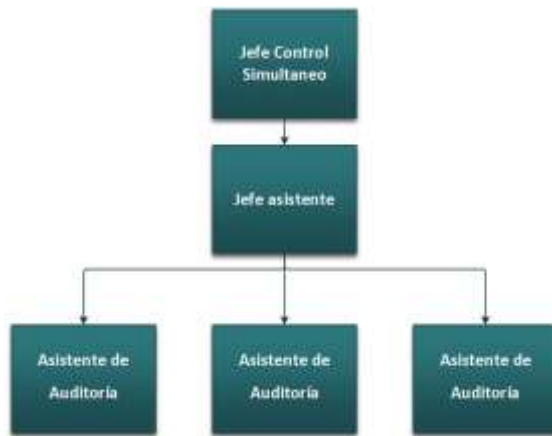 Jefe Control
Simultaneo
Jefe asistente
Asistente de
Auditoría
Asistente de
Auditoría
Asistente de
Auditoría